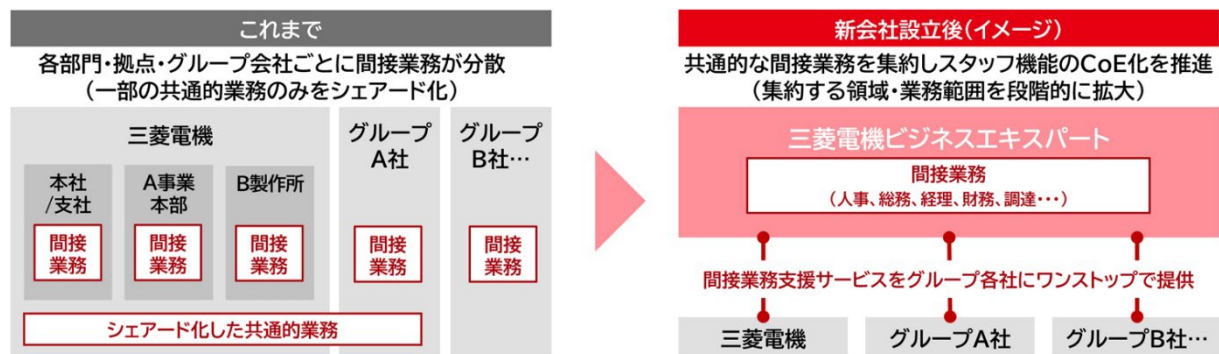 これまで
各部門・拠点・グループ会社ごとに間接業務が分散
(一部の共通的業務のみをシェアード化)
三菱電機
グループ
A社
グループ
B社…
本社
/支社
A事業
本部
B製作所
間接
業務
間接
業務
間接
業務
間接
業務
間接
業務
シェアード化した共通的業務
新会社設立後(イメージ)
共通的な間接業務を集約しスタッフ機能のCoE化を推進
(集約する領域・業務範囲を段階的に拡大)
三菱電機ビジネスエキスパート
間接業務
(人事、総務、経理、財務、調達・・・)
間接業務支援サービスをグループ各社にワンストップで提供
三菱電機
グループA社
グループB社…